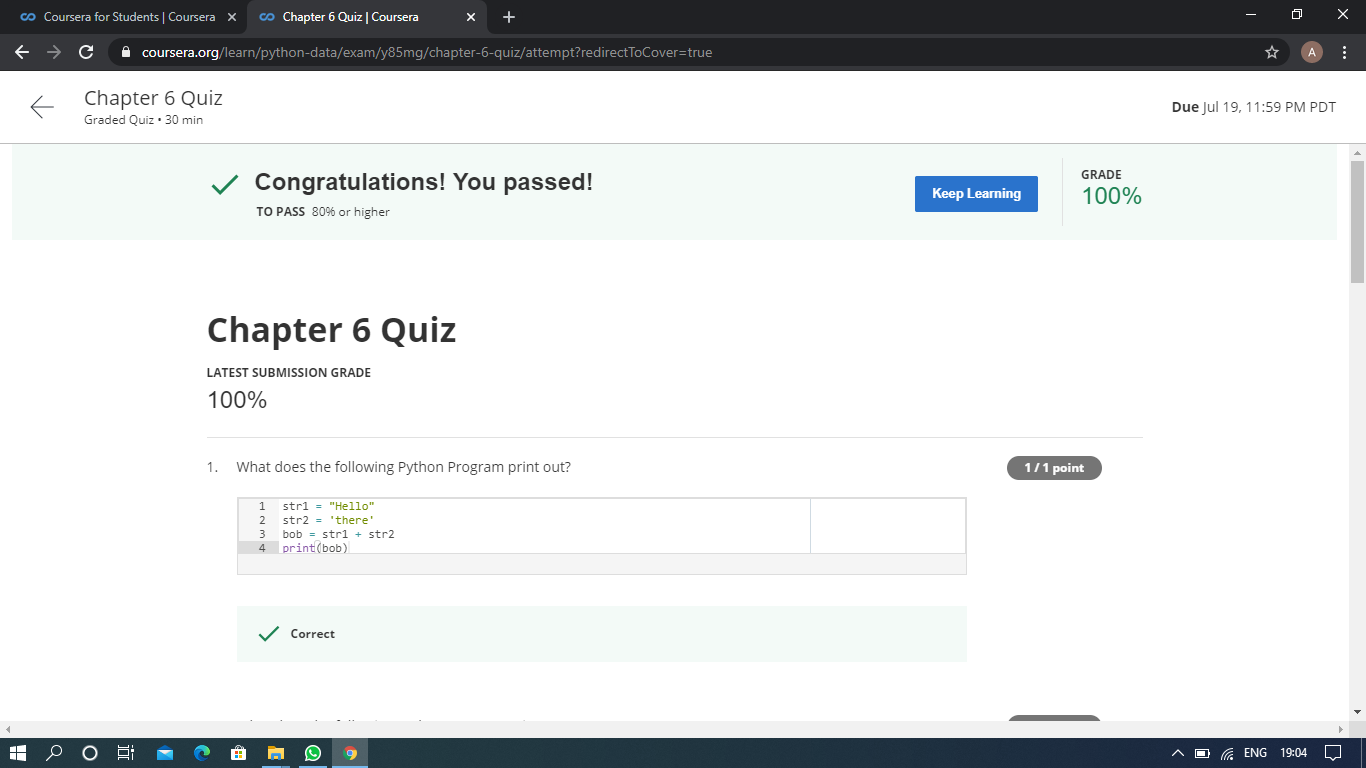 Coursera for Students | Coursera
Chapter 6 Quiz | Coursera
coursera.org/learn/python-data/exam/y85mg/chapter-6-quiz/attempt?redirectToCover=true
A
Chapter 6 Quiz
Graded Quiz • 30 min
Due Jul 19, 11:59 PM PDT
Congratulations! You passed!
TO PASS 80% or higher
Keep Learning
GRADE
100%
Chapter 6 Quiz
LATEST SUBMISSION GRADE
100%
1. What does the following Python Program print out?
1 / 1 point
1 str1 = "Hello"
2 str2 = 'there'
3 bob = str1 + str2
4 print(bob)
Correct
ENG 19:04